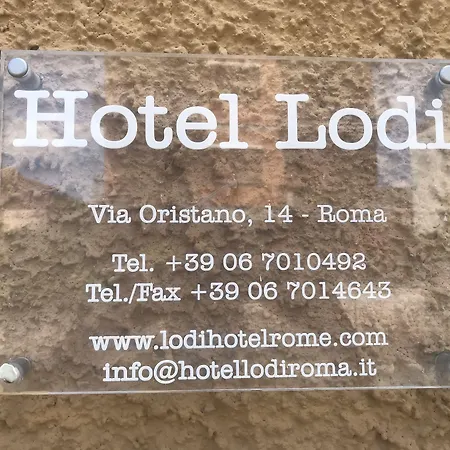 Hotel Lodi
Via Oristano, 14 - Roma
Tel. +39 06 7010492
Tel./Fax +39 06 7014643
www.lodihotelrome.com
info@hotellodiroma.it